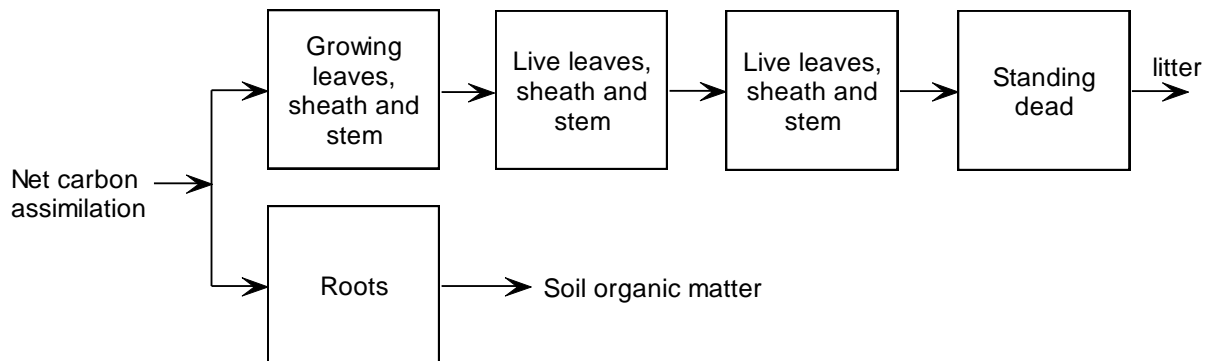 Growing
leaves,
sheath and
stem
Live leaves,
sheath and
stem
Live leaves,
sheath and
stem
Standing
dead
litter
Net carbon
assimilation
Roots
Soil organic matter